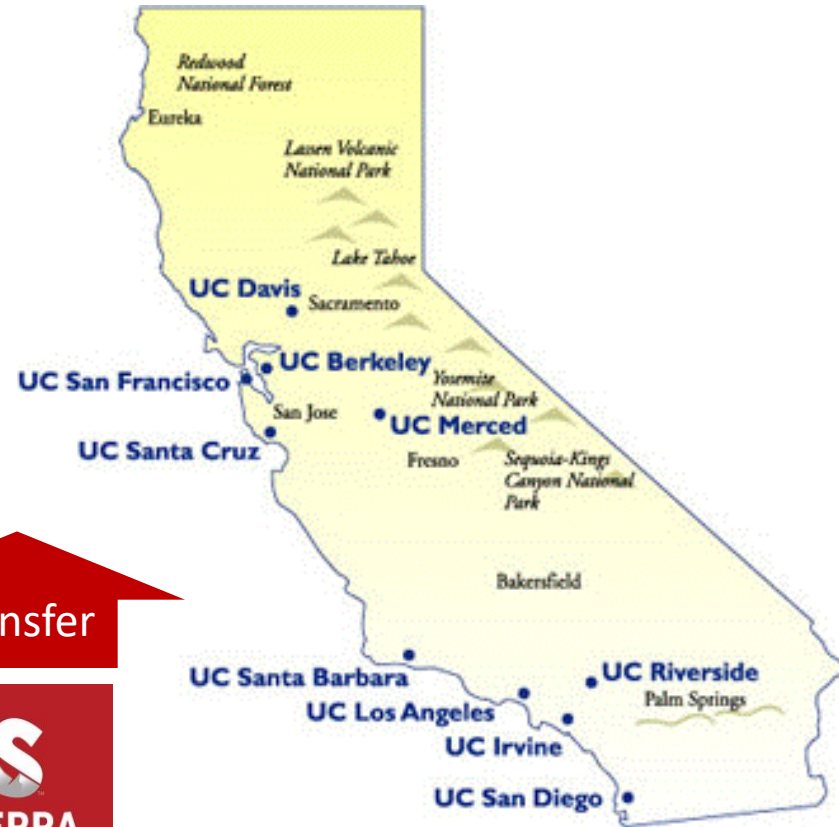 Redwood
National Forest
Eureka
Lassen Volcanic
National Park
Lake Tahoe
UC Davis
Sacramento
UC Berkeley
UC San Francisco
Yosemite
National Park
San Jose
UC Merced
UC Santa Cruz
Fresno
Sequoia-Kings
Canyon National
Park
Bakersfield
nsfer
UC Santa Barbara
UC Riverside
Palm Springs
UC Los Angeles
UC Irvine
S
ERRA
UC San Diego